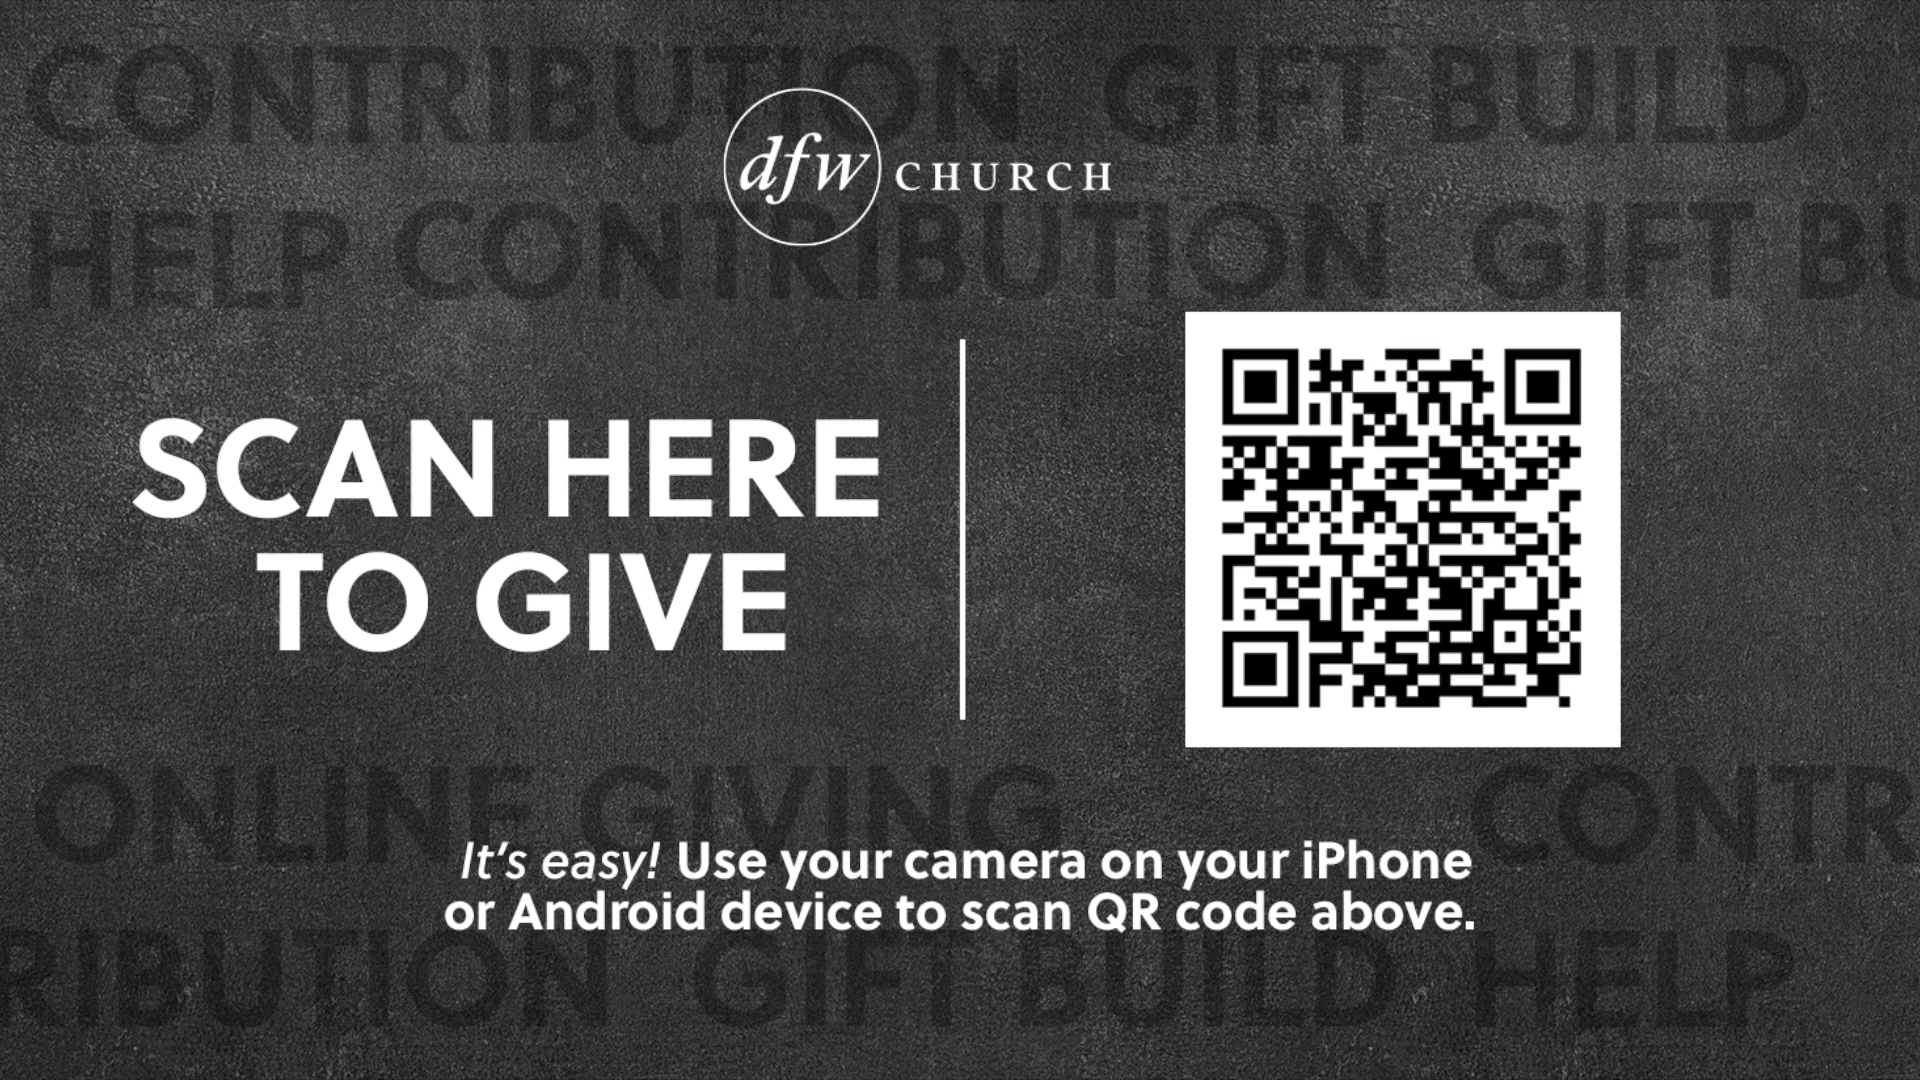 CONTRIBUTION GIFT BUILD
dfw CHURCH
HELP CONTRIBUTION GIFT BU
SCAN HERE
TO GIVE
ONLINE GIVING CONTR
It's easy! Use your camera on your iPhone
or Android device to scan QR code above.
RIBUTION GIFT BUILD HELP